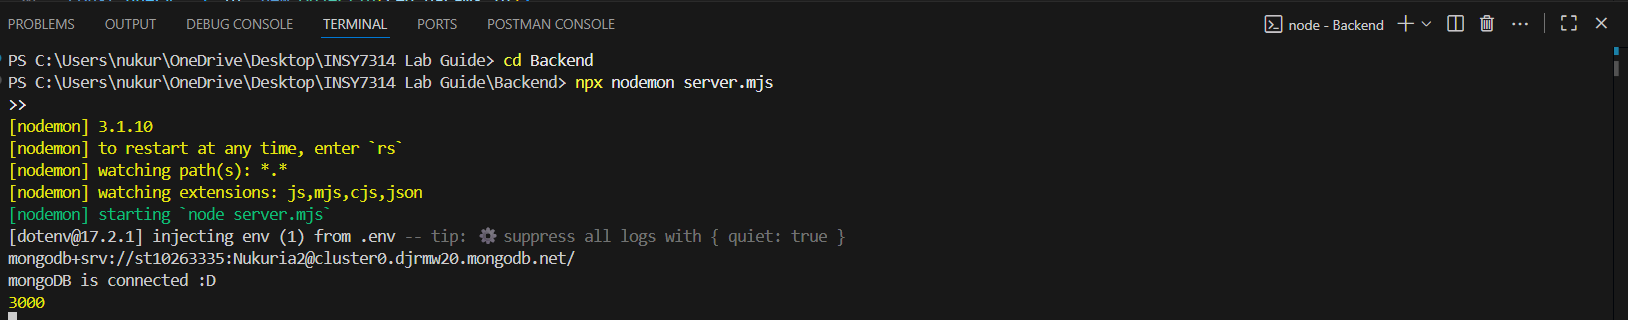 PROBLEMS OUTPUT DEBUG CONSOLE TERMINAL PORTS POSTMAN CONSOLE node - Backend
PS C:\Users\nukur\OneDrive\Desktop\INSY7314 Lab Guide> cd Backend
PS C:\Users\nukur\OneDrive\Desktop\INSY7314 Lab Guide\Backend> npx nodemon server.mjs
>>
[nodemon] 3.1.10
[nodemon] to restart at any time, enter `rs`
[nodemon] watching path(s): *.*
[nodemon] watching extensions: js,mjs,cjs,json
[nodemon] starting `node server.mjs`
[dotenv@17.2.1] injecting env (1) from .env -- tip: ⚙️ suppress all logs with { quiet: true }
mongodb+srv://st10263335:Nukuria2@cluster0.djrmw20.mongodb.net/
mongoDB is connected :D
3000